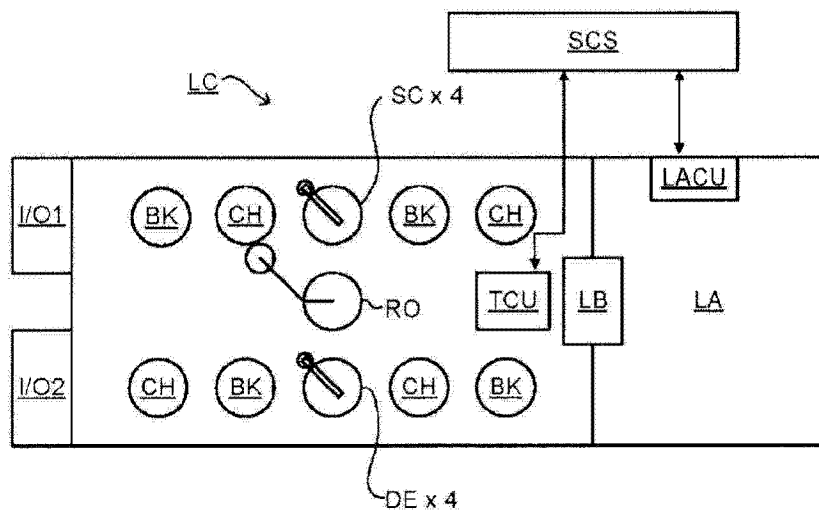 SCS
LC
SC x 4
LACU
I/O1
BK
CH
BK
CH
RO
TCU
LB
LA
I/O2
CH
BK
CH
BK
DE x 4